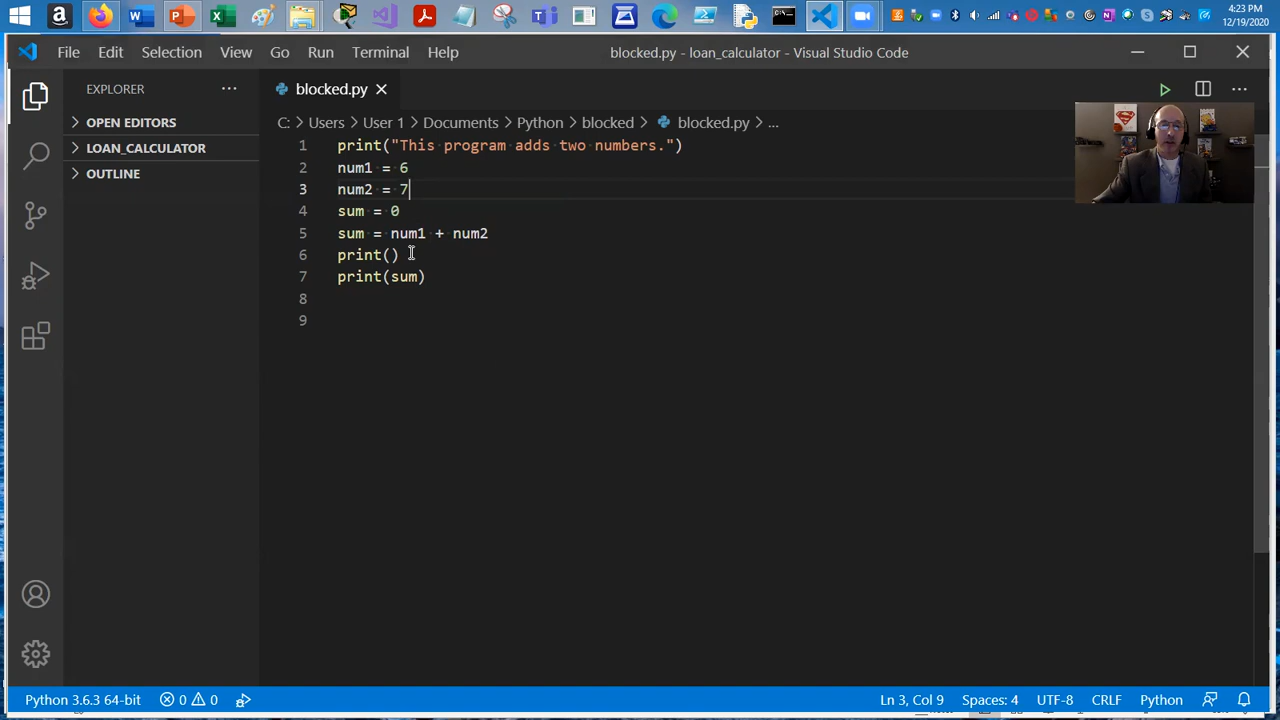 4:23 PM
12/19/2020
File Edit Selection View Go Run Terminal Help
blocked.py - loan_calculator - Visual Studio Code
EXPLORER
OPEN EDITORS
LOAN_CALCULATOR
OUTLINE
blocked.py
C: > Users > User 1 > Documents > Python > blocked > blocked.py > ...
1 print("This program adds two numbers.")
2 num1 = 6
3 num2 = 7
4 sum = 0
5 sum = num1 + num2
6 print()
7 print(sum)
8
9
Python 3.6.3 64-bit 0 0 Ln 3, Col 9 Spaces: 4 UTF-8 CRLF Python